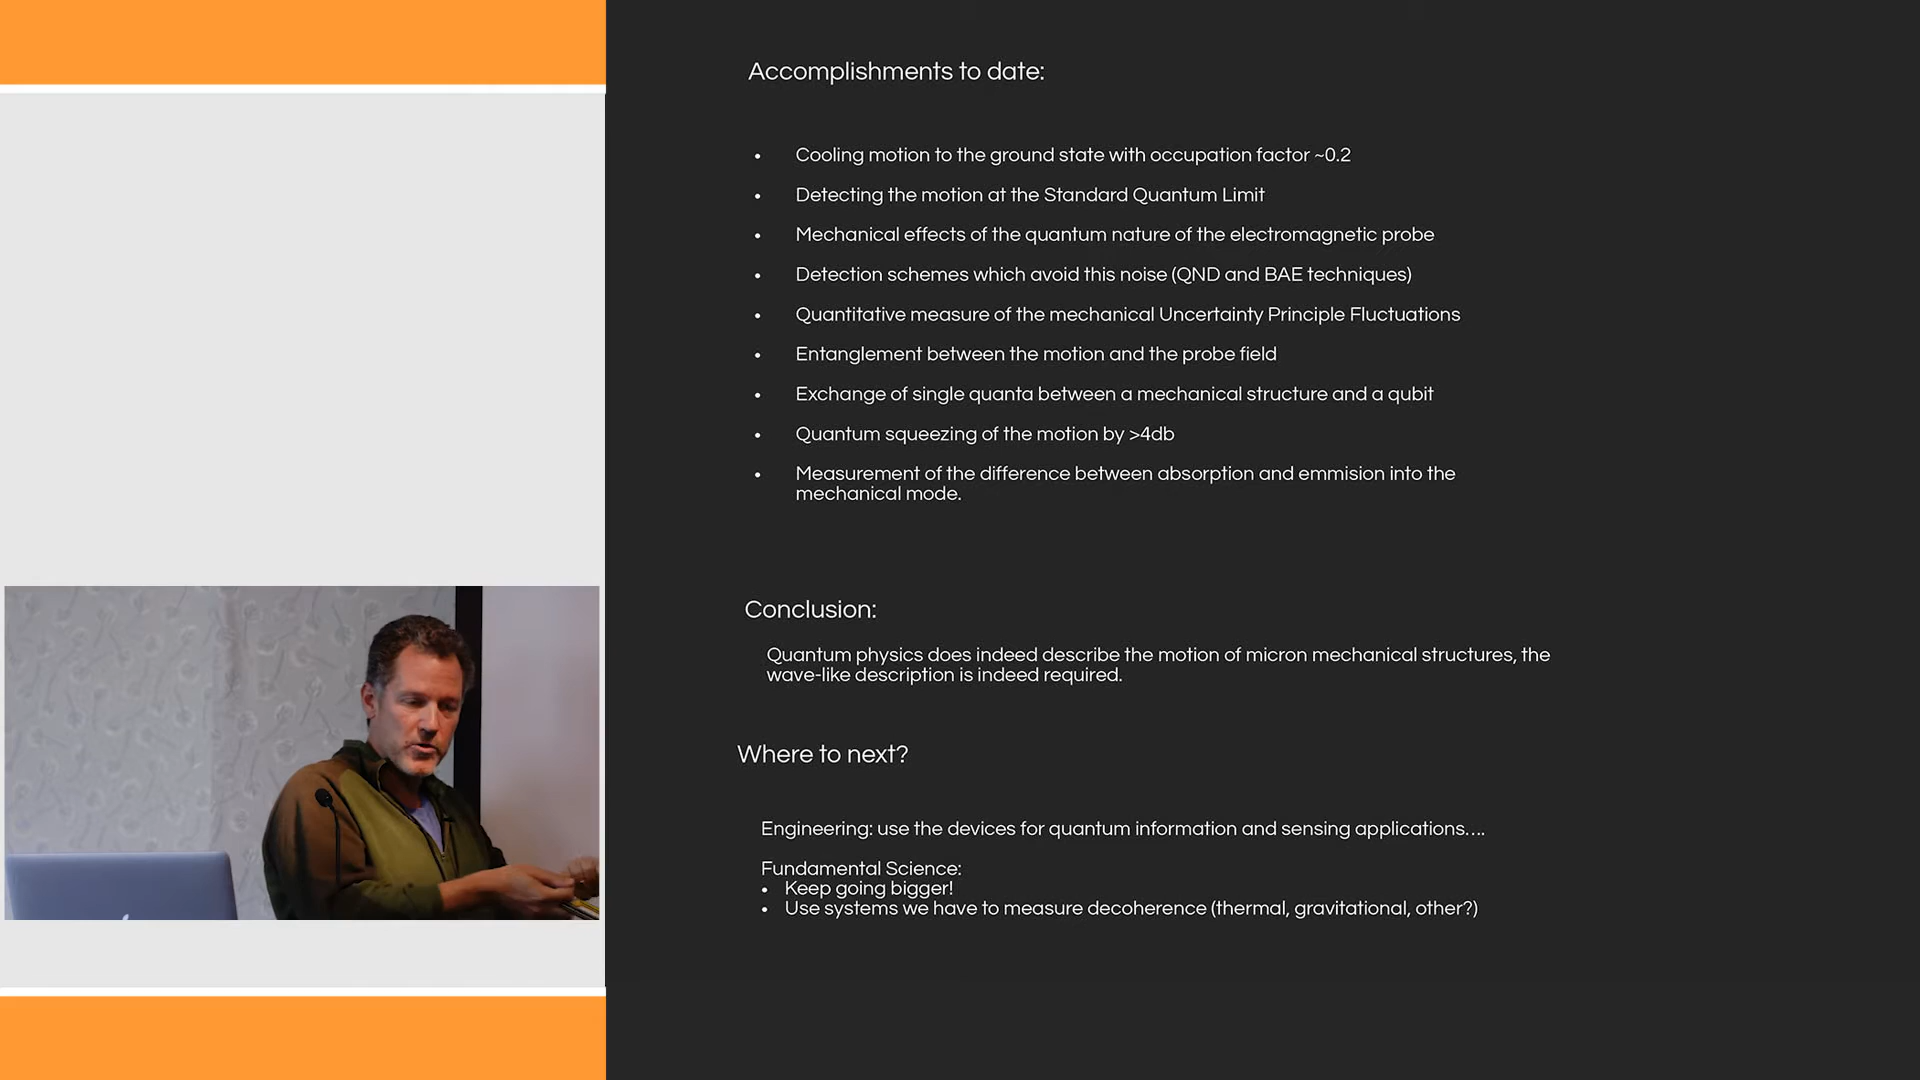 Accomplishments to date:
• Cooling motion to the ground state with occupation factor ~0.2
• Detecting the motion at the Standard Quantum Limit
• Mechanical effects of the quantum nature of the electromagnetic probe
• Detection schemes which avoid this noise (QND and BAE techniques)
• Quantitative measure of the mechanical Uncertainty Principle Fluctuations
• Entanglement between the motion and the probe field
• Exchange of single quanta between a mechanical structure and a qubit
• Quantum squeezing of the motion by >4db
• Measurement of the difference between absorption and emmision into the
mechanical mode.
Conclusion:
Quantum physics does indeed describe the motion of micron mechanical structures, the
wave-like description is indeed required.
Where to next?
Engineering: use the devices for quantum information and sensing applications....
Fundamental Science:
• Keep going bigger!
• Use systems we have to measure decoherence (thermal, gravitational, other?)